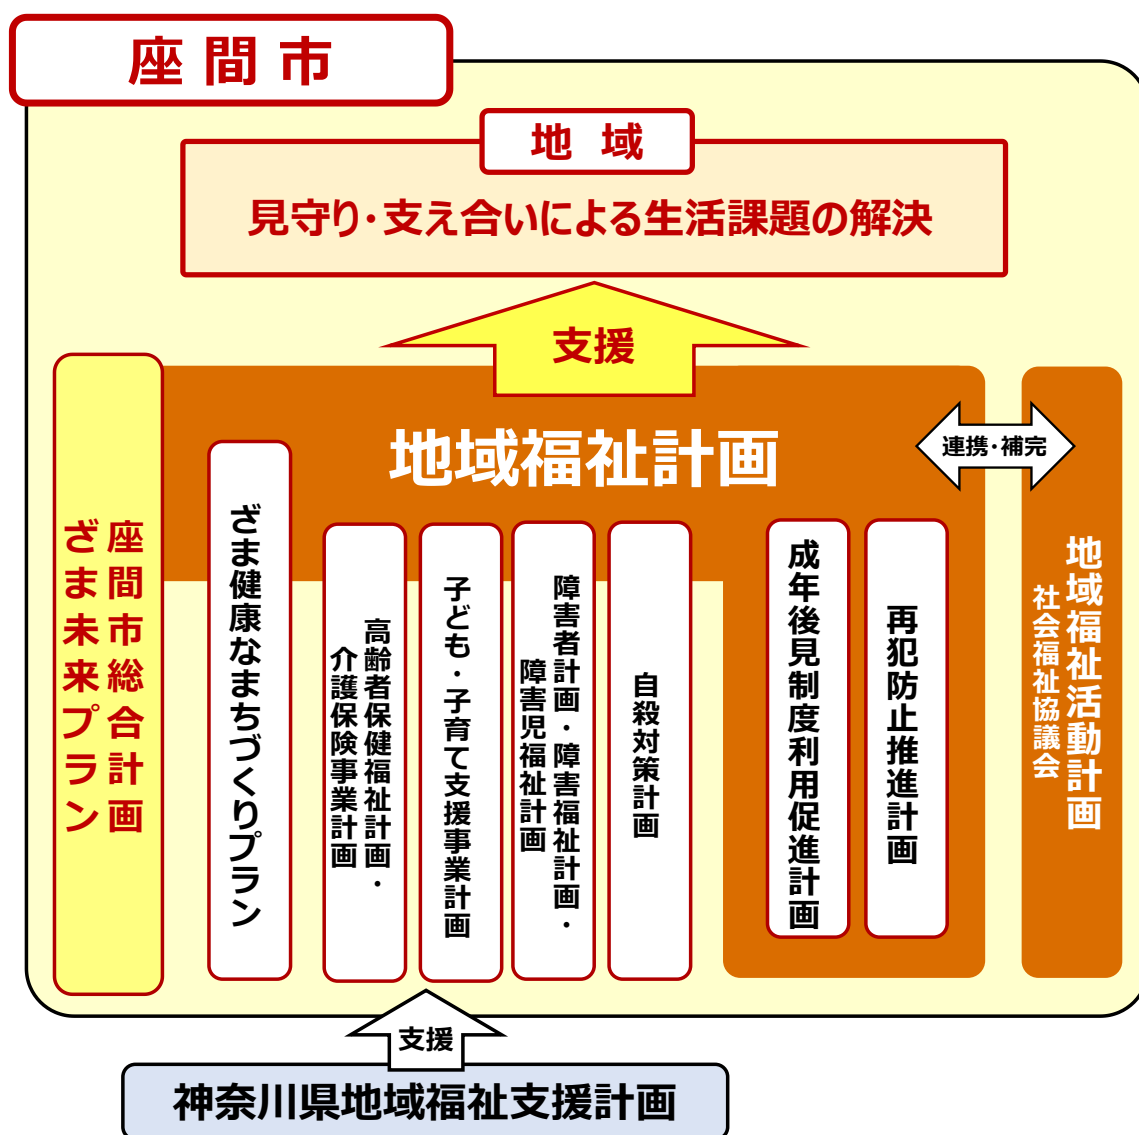 座間市
地域
見守り・支え合いによる生活課題の解決
支援
地域福祉計画
連携・補完
座間市総合計画
ざま未来プラン
ざま健康なまちづくりプラン
高齢者保健福祉計画・
介護保険事業計画
子ども・子育て支援事業計画
障害者計画・障害福祉計画・
障害児福祉計画
自殺対策計画
成年後見制度利用促進計画
再犯防止推進計画
地域福祉活動計画
社会福祉協議会
支援
神奈川県地域福祉支援計画